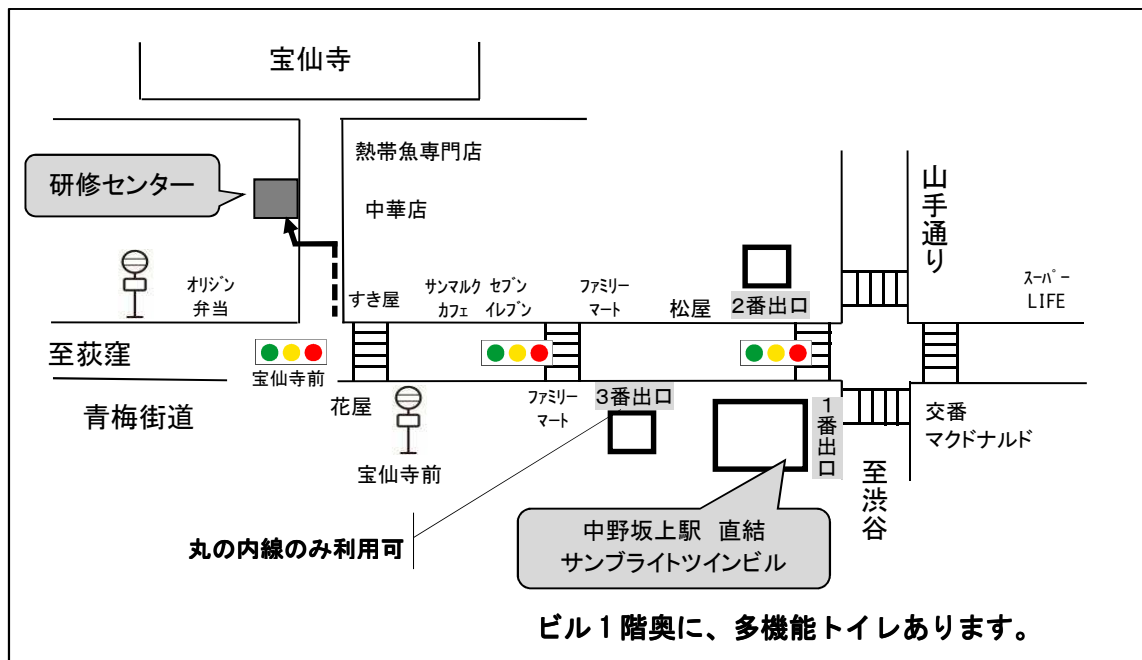 宝仙寺
熱帯魚専門店
研修センター
中華店
山手通り
オリジン
弁当
すき屋
サンマルク
カフェ
セブン
イレブン
ファミリー
マート
松屋
2番出口
スーパー
LIFE
至荻窪
宝仙寺前
青梅街道
花屋
宝仙寺前
ファミリー
マート
3番出口
1番出口
交番
マクドナルド
至渋谷
丸の内線のみ利用可
中野坂上駅 直結
サンブライトツインビル
ビル1階奥に、多機能トイレあります。